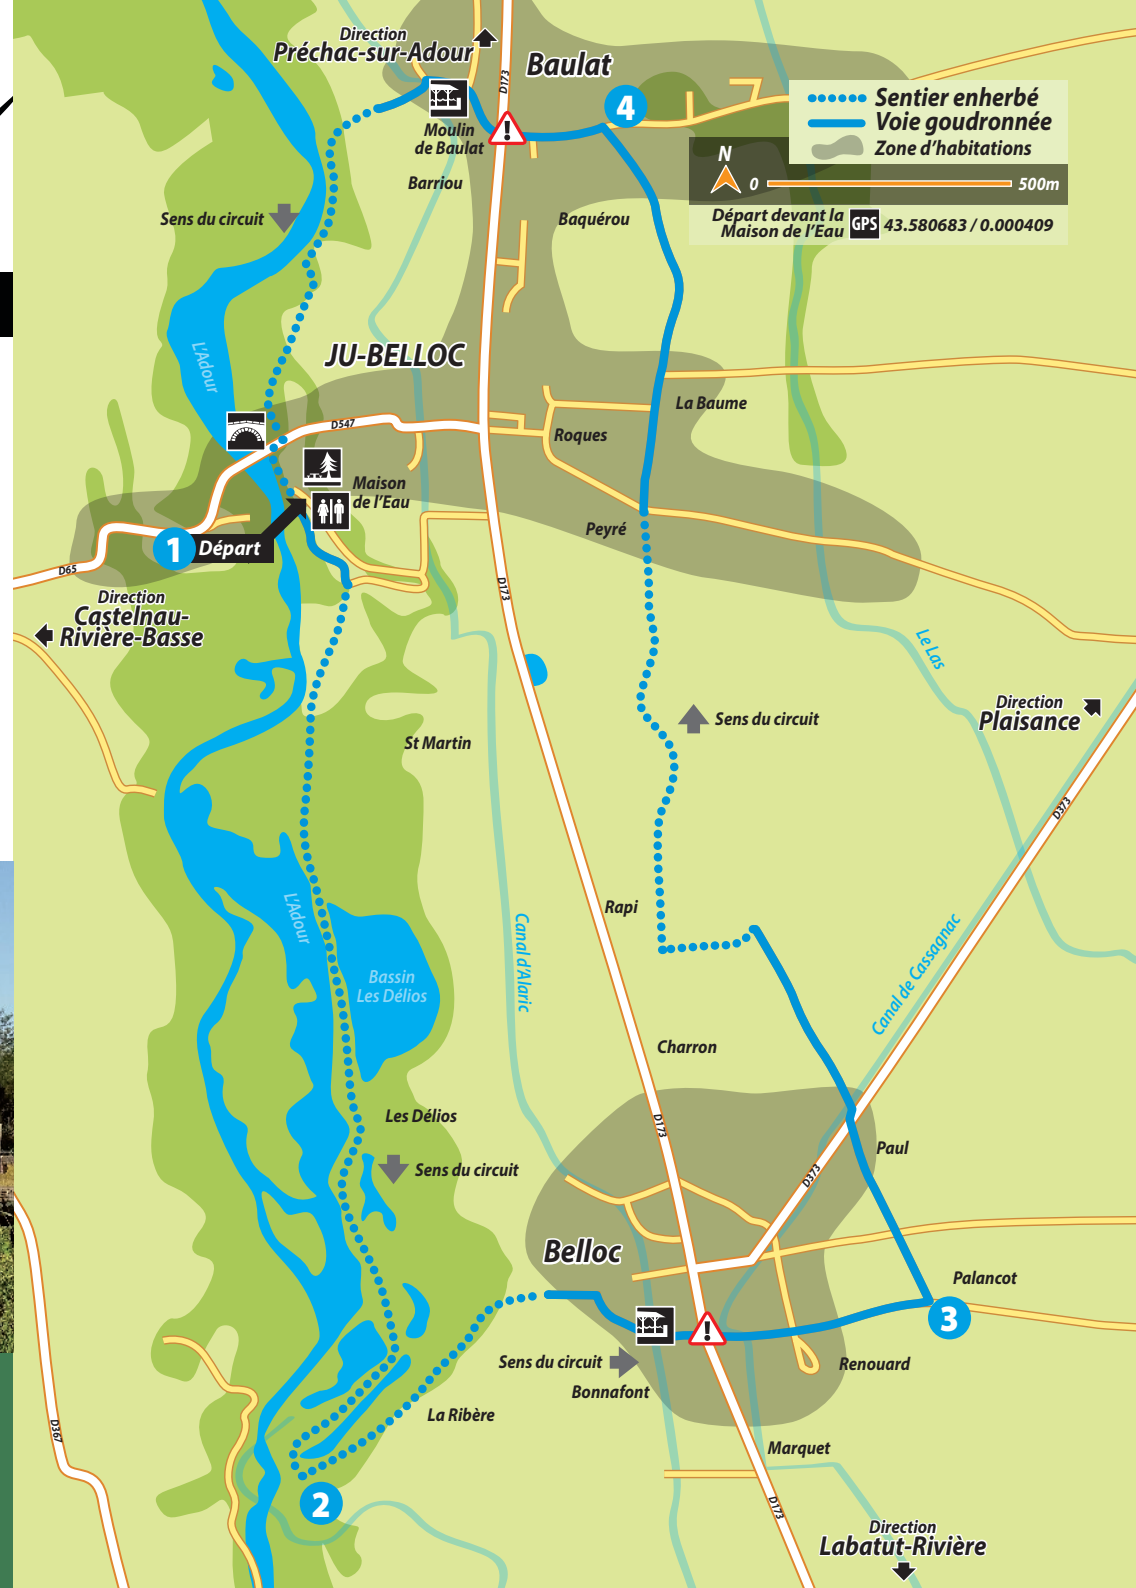 Direction
Préchac-sur-Adour
Baulat
D173
4
Sentier enherbé
Voie goudronnée
Zone d'habitations
N
0
500m
Départ devant la
Maison de l'Eau
GPS
43.580683 / 0.000409
Moulin
de Baulat
!
Barriou
Baquérou
Sens du circuit
JU-BELLOC
L'Adour
D547
La Baume
Roques
Maison
de l'Eau
Peyré
1
Départ
D65
D173
Direction
Castelnau-
Rivière-Basse
Le Las
Direction
Plaisance
Sens du circuit
St Martin
D373
Rapi
L'Adour
Canal d'Alaric
Canal de Cassagnac
Bassin
Les Délios
Charron
Les Délios
D173
Paul
Sens du circuit
D373
Belloc
Palancot
3
!
Sens du circuit
Renouard
Bonnafont
La Ribère
D367
Marquet
2
D173
Direction
Labatut-Rivière